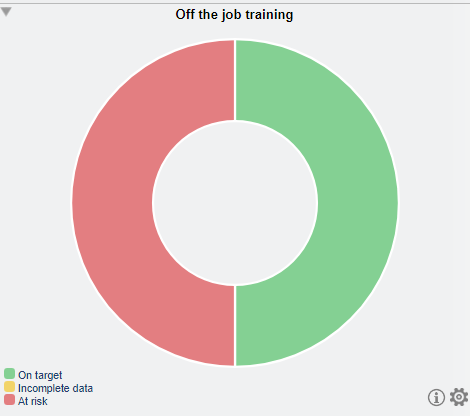 Off the job training
On target
Incomplete data
At risk